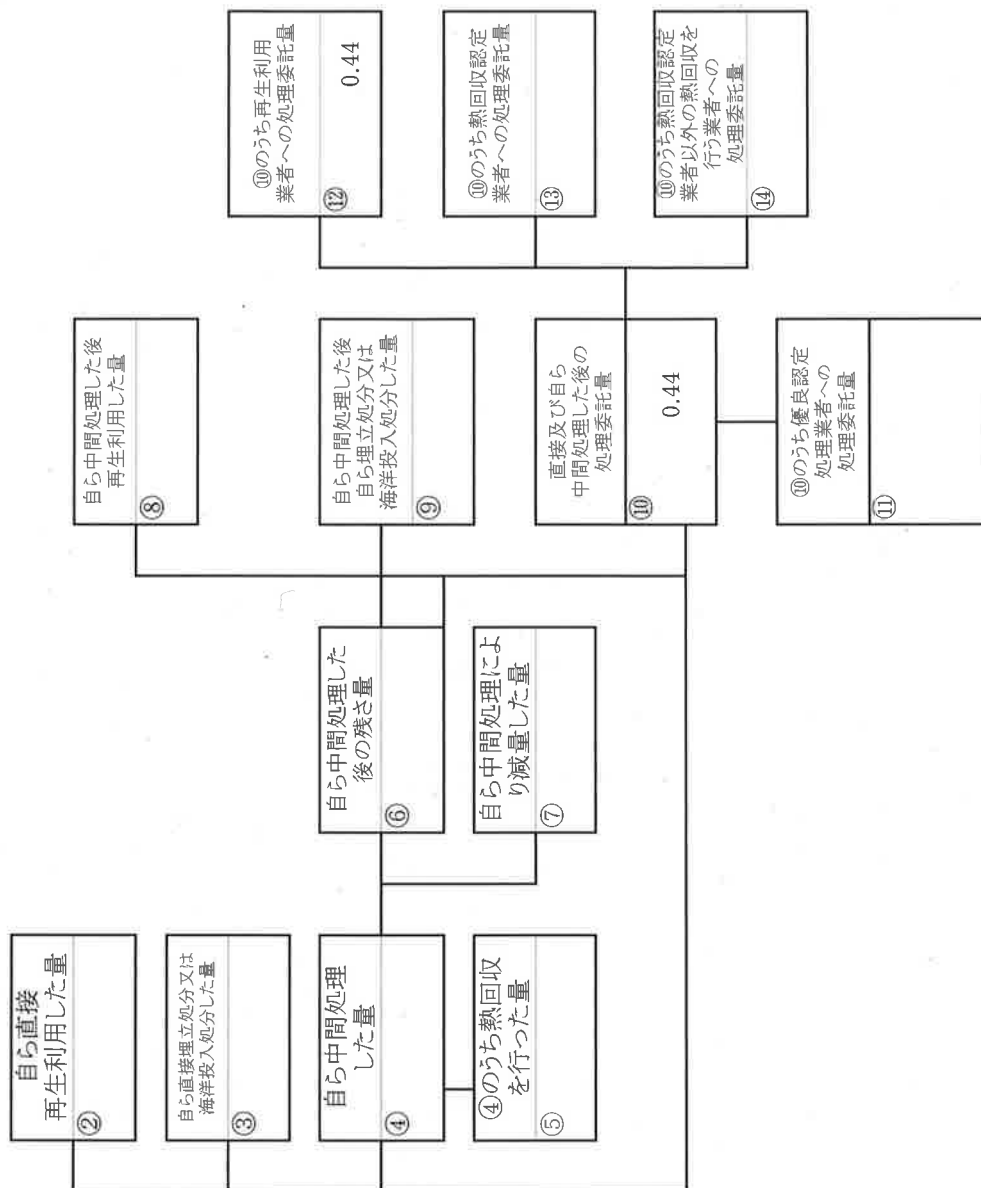 自ら直接
再生利用した量
②
自ら直接埋立処分又は
海洋投入処分した量
③
自ら中間処理
した量
④
④のうち熱回収
を行った量
⑤
自ら中間処理した
後の残さ量
⑥
自ら中間処理によ
り減量した量
⑦
自ら中間処理した後
再生利用した量
⑧
自ら中間処理した後
自ら埋立処分又は
海洋投入処分した量
⑨
直接及び自ら
中間処理した後の
処理委託量
⑩
0.44
⑩のうち優良認定
処理業者への
処理委託量
⑪
⑩のうち再生利用
業者への処理委託量
⑫
0.44
⑩のうち熱回収認定
業者への処理委託量
⑬
⑩のうち熱回収認定
業者以外の熱回収を
行う業者への
処理委託量
⑭